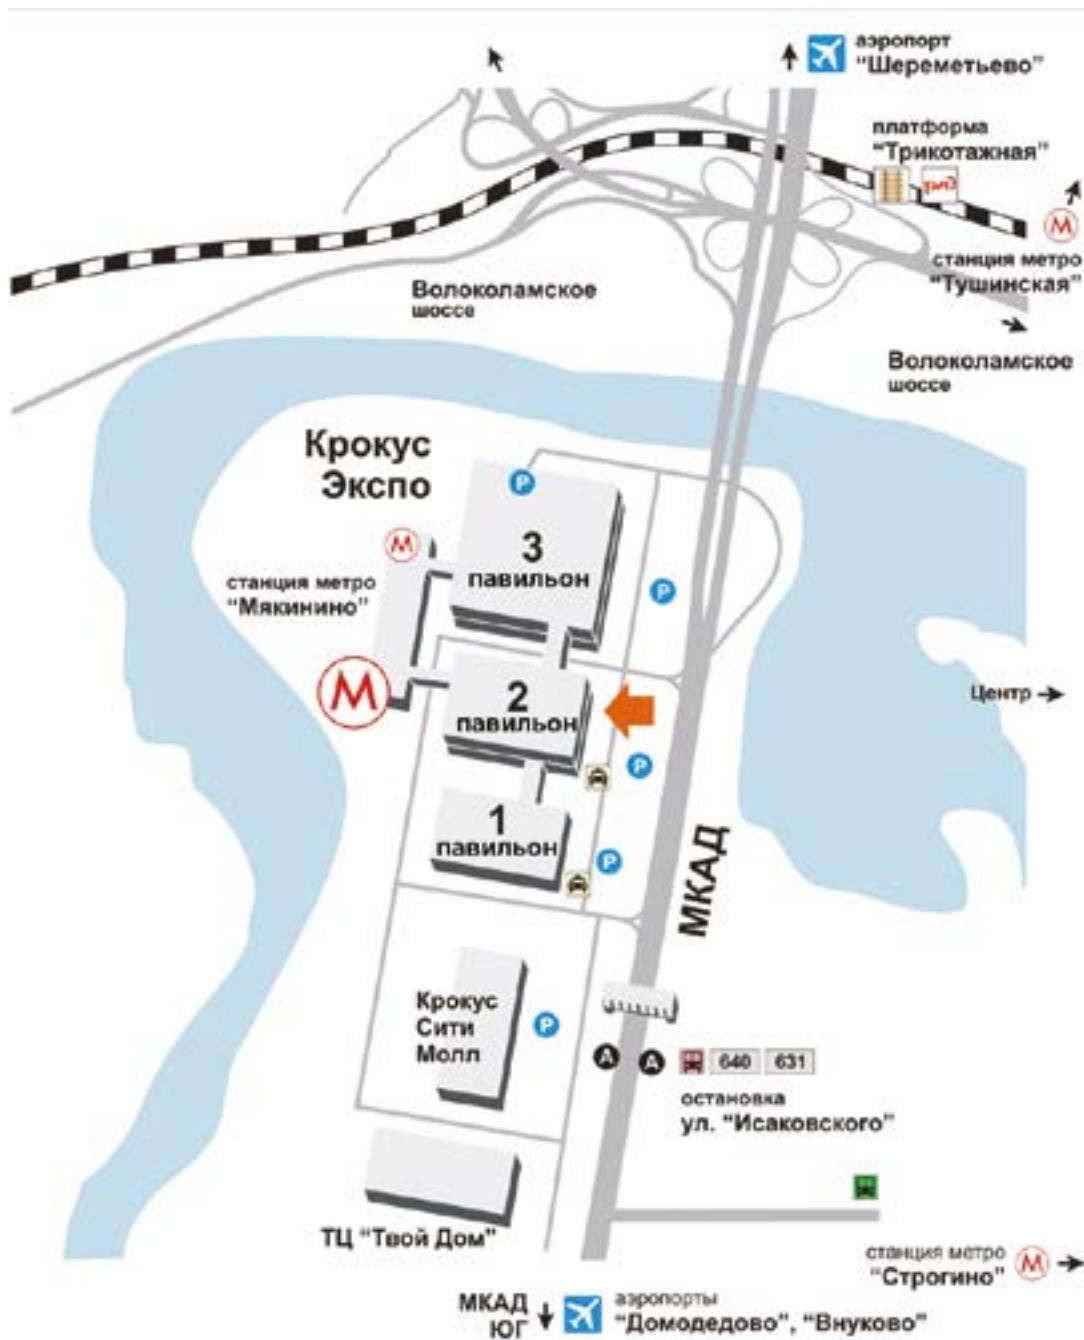 аэропорт
“Шереметьево”
платформа
“Трикотажная”
M
станция метро
“Тушинская”
Волоколамское
шоссе
Волоколамское
шоссе
Крокус
Экспо
P
3
павильон
M
станция метро
“Мякинино”
P
M
2
павильон
Центр
P
1
павильон
P
МКАД
Крокус
Сити
Молл
P
A A 640 631
остановка
ул. “Исаковского”
ТЦ “Твой Дом”
станция метро
“Строгино” M
МКАД
ЮГ
аэропорты
“Домодедово”, “Внуково”